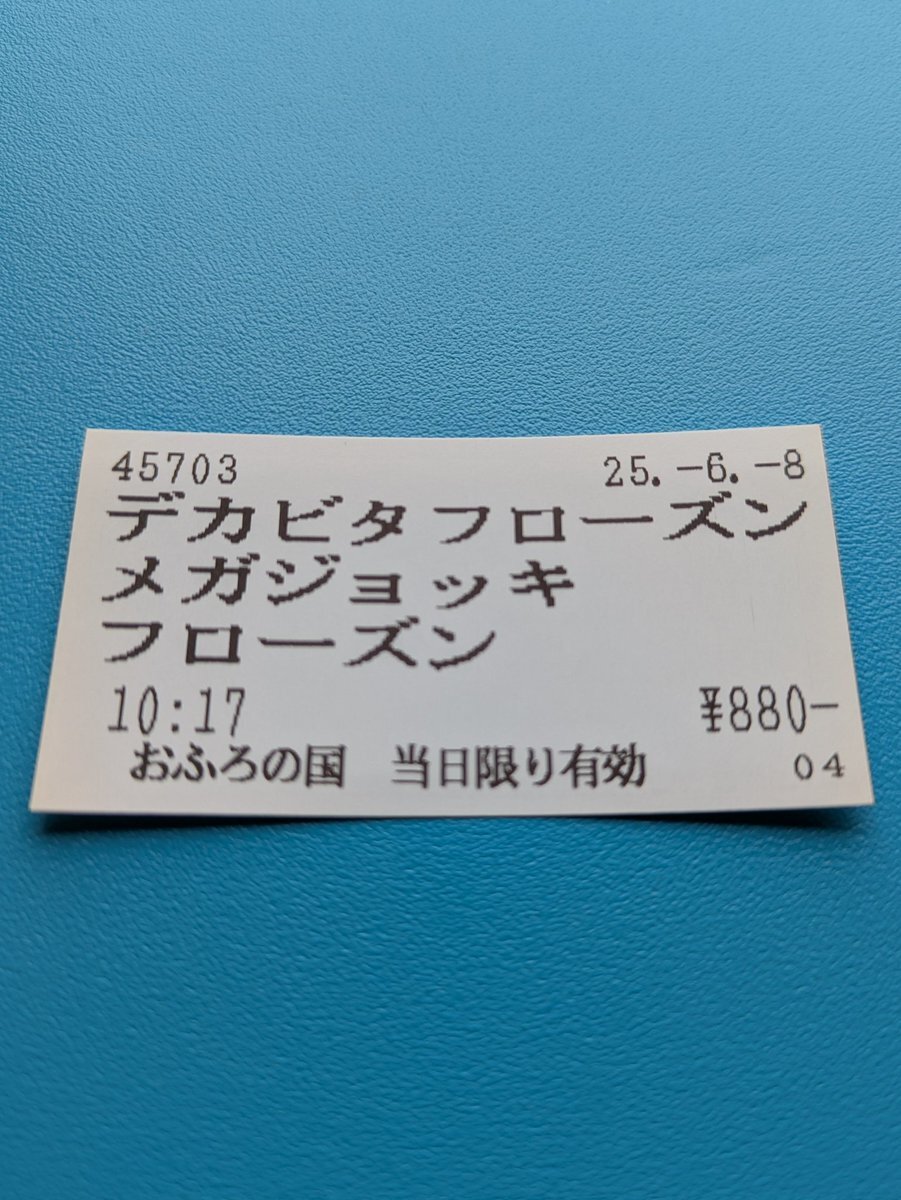 45703 25.-6.-8
デカビタフローズン
メガジョッキ
フローズン
10:17 ¥880-
おふろの国 当日限り有効 04